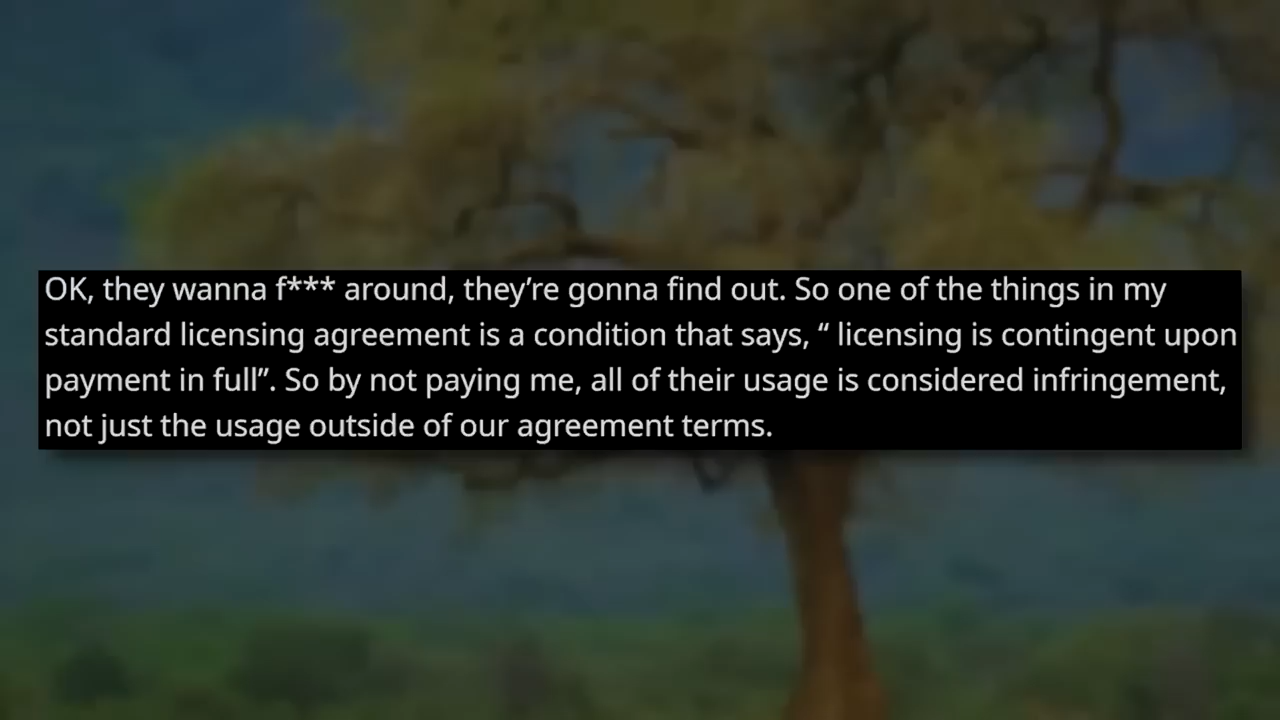 OK, they wanna f*** around, they’re gonna find out. So one of the things in my
standard licensing agreement is a condition that says, “ licensing is contingent upon
payment in full”. So by not paying me, all of their usage is considered infringement,
not just the usage outside of our agreement terms.